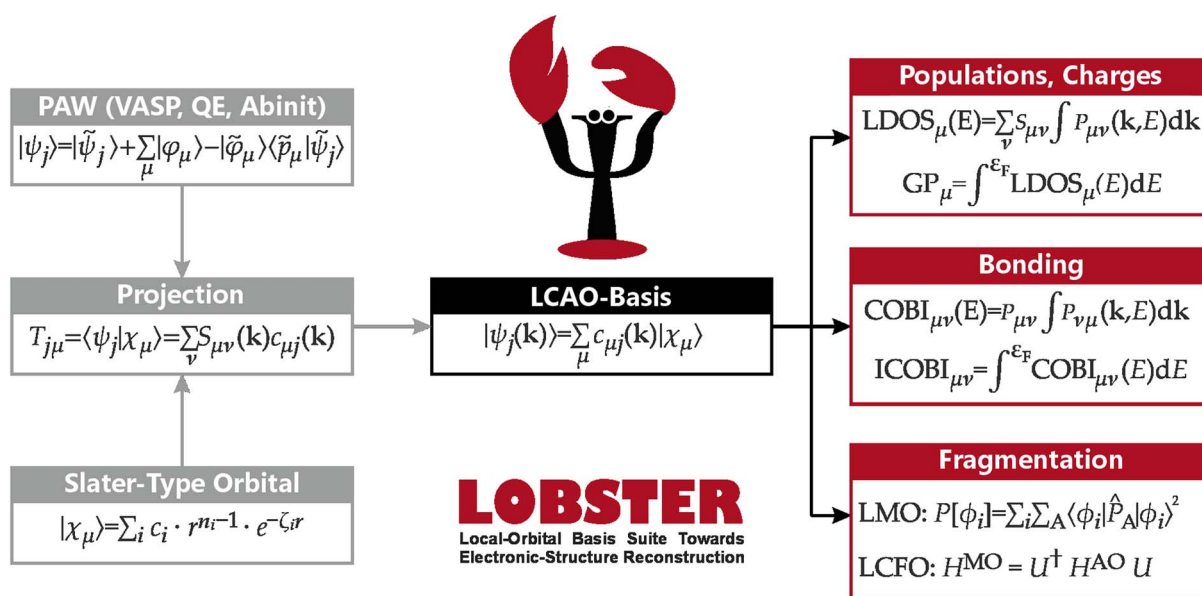 PAW (VASP, QE, Abinit)
|ψⱼ⟩=|ψ̃ⱼ⟩+∑μ|φμ⟩−|φ̃μ⟩⟨p̃μ|ψ̃ⱼ⟩
Projection
Tⱼμ=⟨ψⱼ|χμ⟩=∑νSμν(k)cμⱼ(k)
Slater-Type Orbital
|χμ⟩=∑ᵢ cᵢ · r^(nᵢ−1) · e^(−ζᵢr)
LCAO-Basis
|ψⱼ(k)⟩=∑μ cμⱼ(k)|χμ⟩
LOBSTER
Local-Orbital Basis Suite Towards
Electronic-Structure Reconstruction
Populations, Charges
LDOSμ(E)=∑νSμν∫Pμν(k,E)dk
GPμ=∫^εF LDOSμ(E)dE
Bonding
COBIμν(E)=Pμν∫Pνμ(k,E)dk
ICOBIμν=∫^εF COBIμν(E)dE
Fragmentation
LMO: P[ϕᵢ]=∑ᵢ∑A⟨ϕᵢ|P̂A|ϕᵢ⟩²
LCFO: H^MO = U† H^AO U